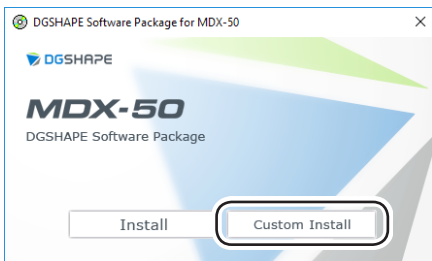 DGSHAPE Software Package for MDX-50
DGSHAPE
MDX-50
DGSHAPE Software Package
Install
Custom Install